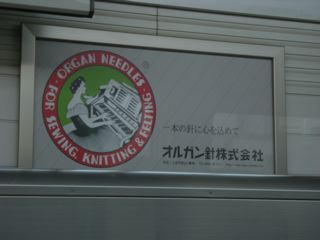 ORGAN NEEDLES
FOR SEWING, KNITTING & FELTING
®
一本の針に心を込めて
オルガン針株式会社